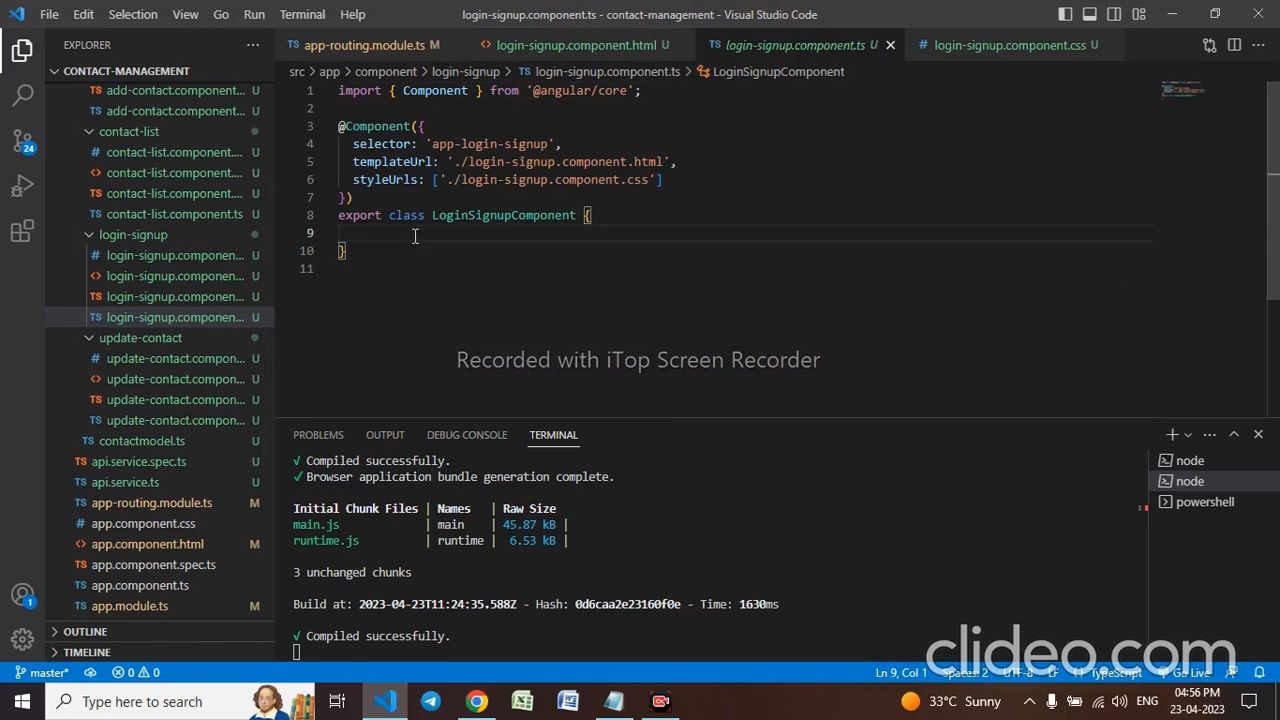 File Edit Selection View Go Run Terminal Help
login-signup.component.ts - contact-management - Visual Studio Code
EXPLORER
CONTACT-MANAGEMENT
add-contact.component... U
add-contact.component... U
contact-list
contact-list.component.... U
contact-list.component.... U
contact-list.component.... U
contact-list.component.ts U
login-signup
login-signup.componen... U
login-signup.componen... U
login-signup.componen... U
login-signup.componen... U
update-contact
update-contact.compon... U
update-contact.compon... U
update-contact.compon... U
update-contact.compon... U
contactmodel.ts U
api.service.spec.ts U
api.service.ts U
app-routing.module.ts M
app.component.css
app.component.html M
app.component.spec.ts
app.component.ts
app.module.ts M
OUTLINE
TIMELINE
24
1
app-routing.module.ts M login-signup.component.html U login-signup.component.ts U login-signup.component.css U
src > app > component > login-signup > TS login-signup.component.ts > LoginSignupComponent
1 import { Component } from '@angular/core';
2
3 @Component({
4 selector: 'app-login-signup',
5 templateUrl: './login-signup.component.html',
6 styleUrls: ['./login-signup.component.css']
7 })
8 export class LoginSignupComponent {
9
10 }
11
Recorded with iTop Screen Recorder
PROBLEMS OUTPUT DEBUG CONSOLE TERMINAL
√ Compiled successfully.
√ Browser application bundle generation complete.
Initial Chunk Files | Names | Raw Size
main.js | main | 45.87 kB |
runtime.js | runtime | 6.53 kB |
3 unchanged chunks
Build at: 2023-04-23T11:24:35.588Z - Hash: 0d6caa2e23160f0e - Time: 1630ms
√ Compiled successfully.
node
node
powershell
clideo.com
master* 0 0 Ln 9, Col 1 Spaces: 2 UTF-8 LF {} TypeScript Go Live
Type here to search
33°C Sunny ENG 04:56 PM
23-04-2023